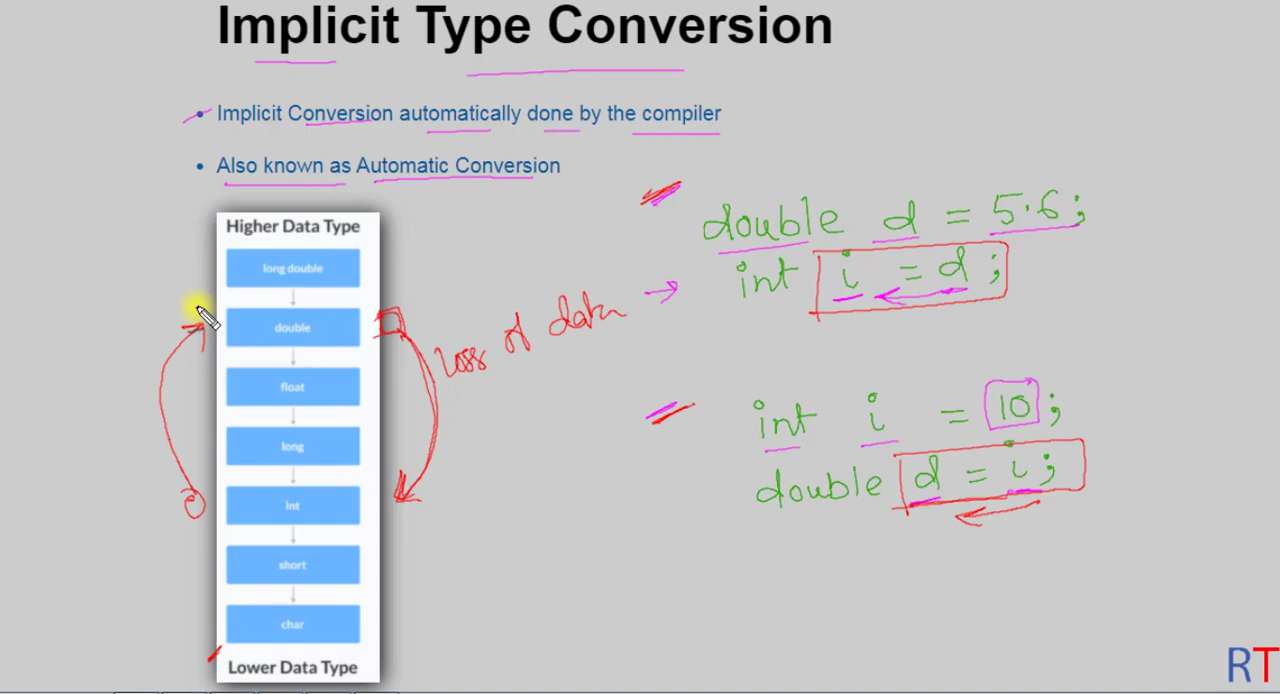 Implicit Type Conversion
• Implicit Conversion automatically done by the compiler
• Also known as Automatic Conversion
Higher Data Type
long double
double
float
long
int
short
char
Lower Data Type
loss of data
double d = 5.6;
int i = d;
int i = 10;
double d = i;
RT